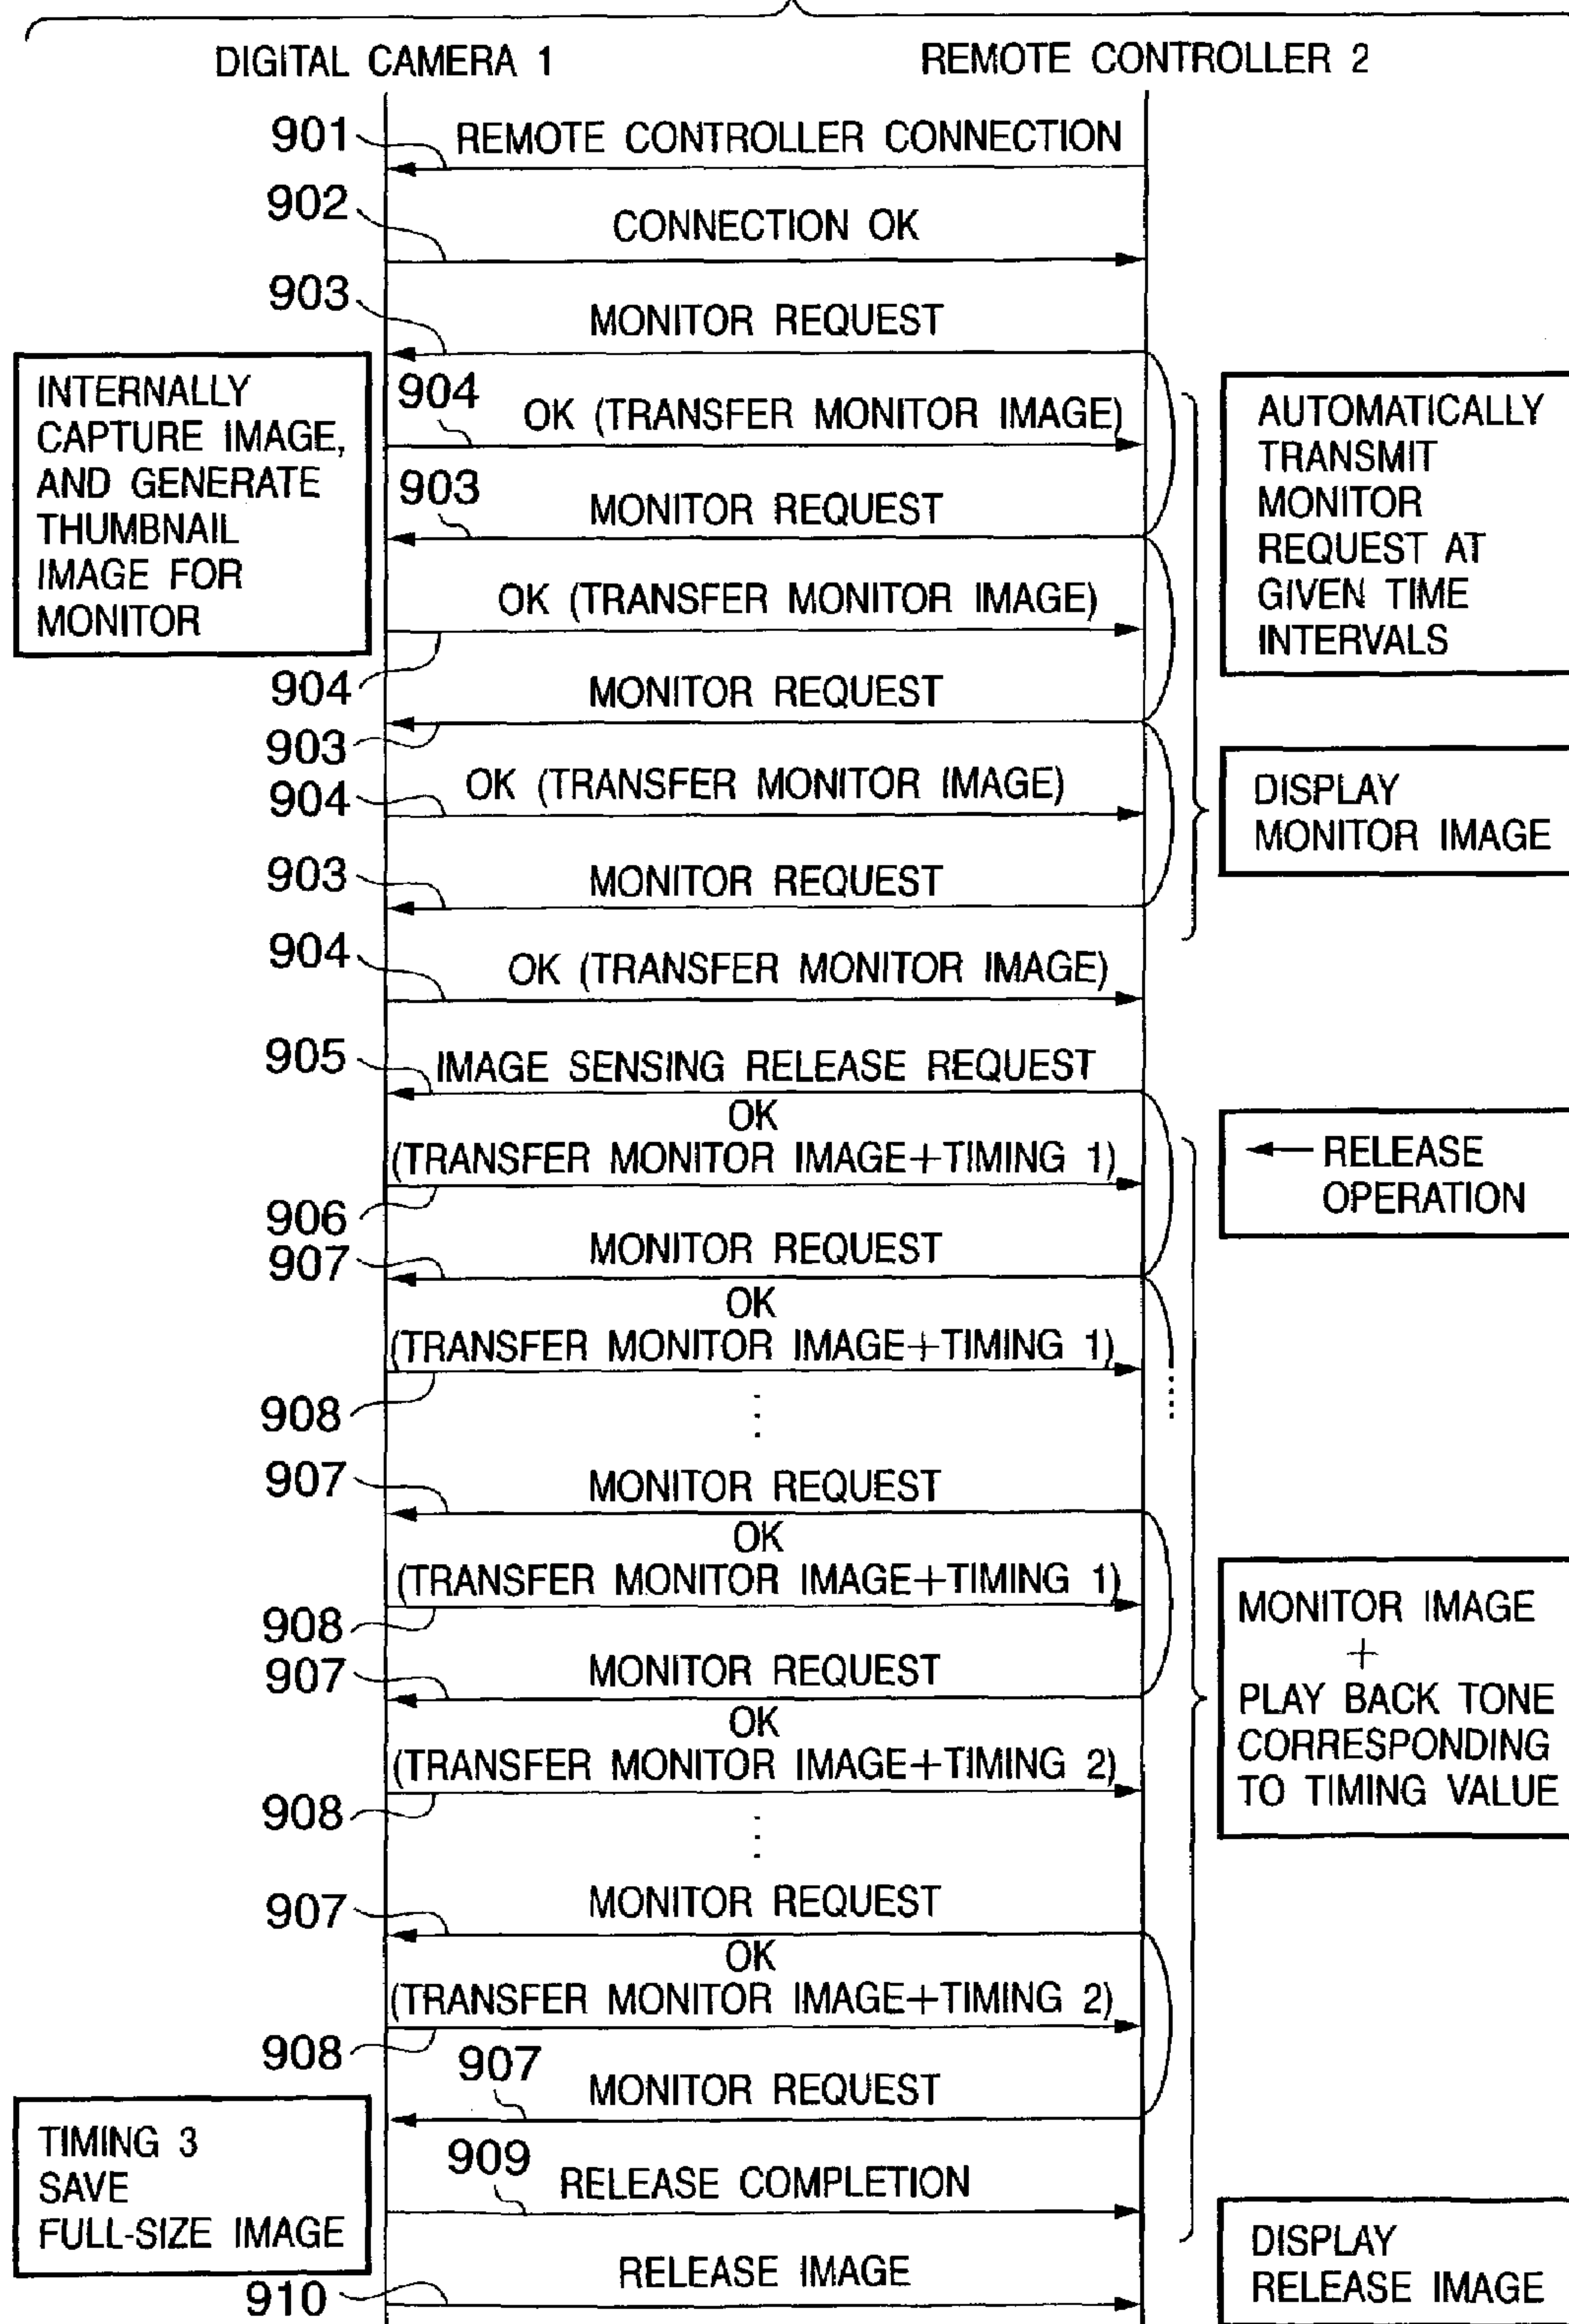 DIGITAL CAMERA 1
REMOTE CONTROLLER 2
901
REMOTE CONTROLLER CONNECTION
902
CONNECTION OK
903
MONITOR REQUEST
INTERNALLY
CAPTURE IMAGE,
AND GENERATE
THUMBNAIL
IMAGE FOR
MONITOR
904
OK (TRANSFER MONITOR IMAGE)
AUTOMATICALLY
TRANSMIT
MONITOR
REQUEST AT
GIVEN TIME
INTERVALS
903
MONITOR REQUEST
OK (TRANSFER MONITOR IMAGE)
904
MONITOR REQUEST
903
OK (TRANSFER MONITOR IMAGE)
904
DISPLAY
MONITOR IMAGE
903
MONITOR REQUEST
904
OK (TRANSFER MONITOR IMAGE)
905
IMAGE SENSING RELEASE REQUEST
OK
(TRANSFER MONITOR IMAGE+TIMING 1)
906
← RELEASE
OPERATION
MONITOR REQUEST
907
OK
(TRANSFER MONITOR IMAGE+TIMING 1)
908
907
MONITOR REQUEST
OK
(TRANSFER MONITOR IMAGE+TIMING 1)
908
MONITOR IMAGE
+
PLAY BACK TONE
CORRESPONDING
TO TIMING VALUE
907
MONITOR REQUEST
OK
(TRANSFER MONITOR IMAGE+TIMING 2)
908
907
MONITOR REQUEST
OK
(TRANSFER MONITOR IMAGE+TIMING 2)
908
907
MONITOR REQUEST
TIMING 3
SAVE
FULL-SIZE IMAGE
909
RELEASE COMPLETION
910
RELEASE IMAGE
DISPLAY
RELEASE IMAGE